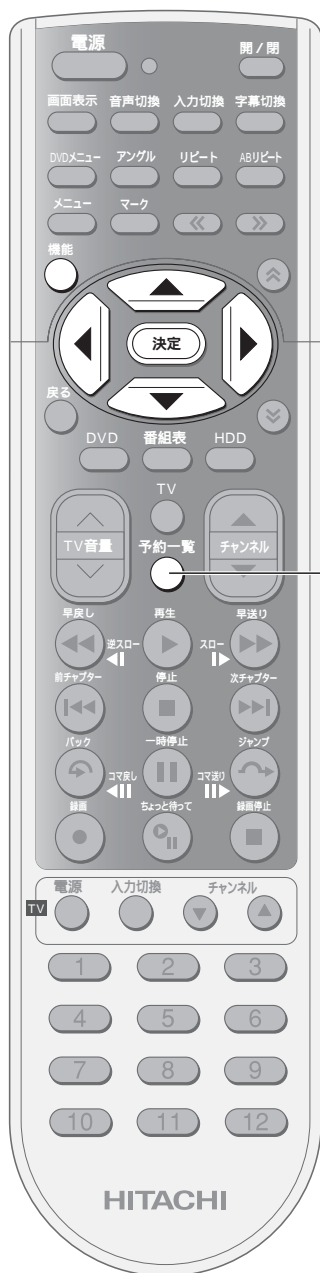 電源 開/閉
画面表示 音声切換 入力切換 字幕切換
DVDメニュー アングル リピート ABリピート
メニュー マーク
機能
決定
戻る
DVD 番組表 HDD
TV
TV音量 予約一覧 チャンネル
早戻し 逆スロー 再生 スロー 早送り
前チャプター 停止 次チャプター
バック コマ戻し 一時停止 コマ送り ジャンプ
録画 ちょっと待って 録画停止
電源 入力切換 チャンネル
TV
1 2 3
4 5 6
7 8 9
10 11 12
HITACHI